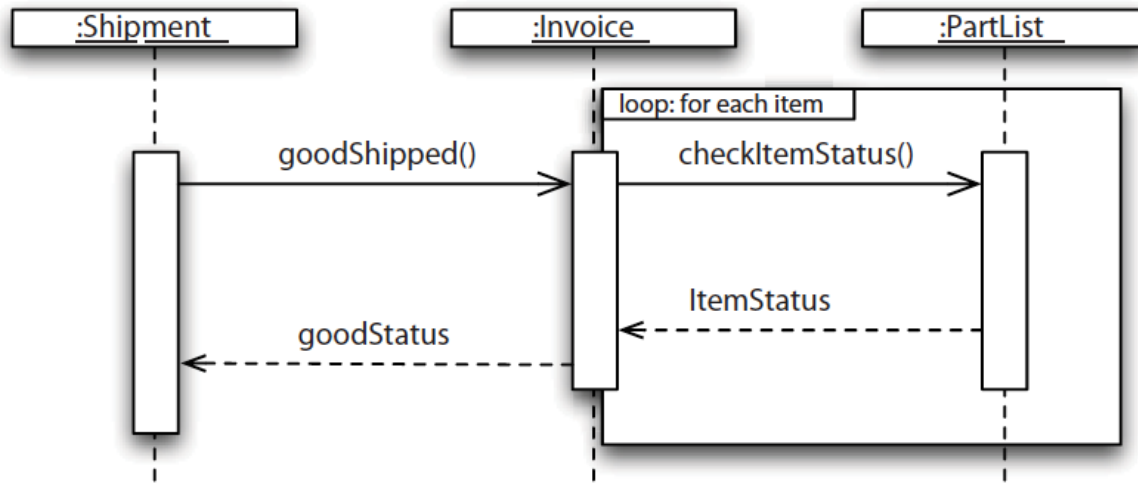 :Shipment
:Invoice
:PartList
loop: for each item
goodShipped()
checkItemStatus()
ItemStatus
goodStatus